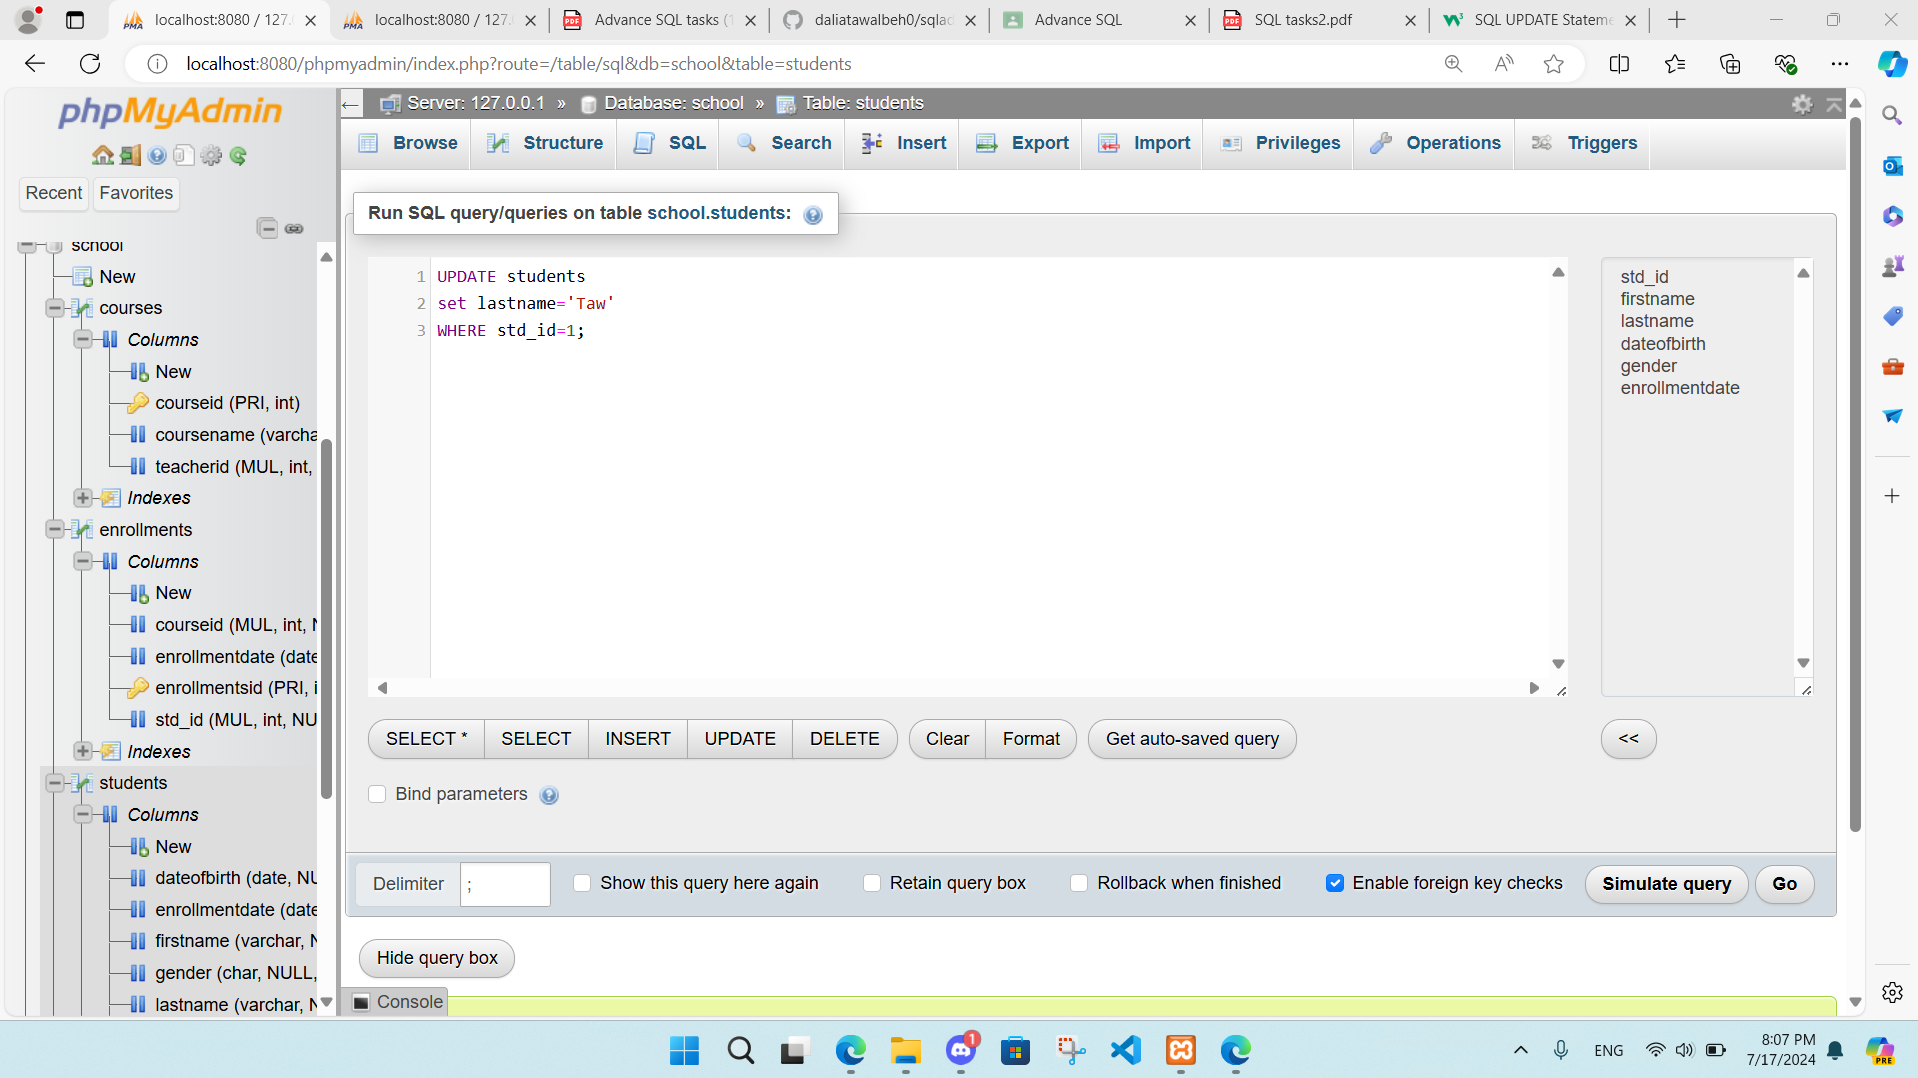 localhost:8080 / 127.
localhost:8080 / 127.
Advance SQL tasks (1
daliatawalbeh0/sqlad
Advance SQL
SQL tasks2.pdf
SQL UPDATE Stateme
localhost:8080/phpmyadmin/index.php?route=/table/sql&db=school&table=students
phpMyAdmin
Recent
Favorites
school
New
courses
Columns
New
courseid (PRI, int)
coursename (varcha
teacherid (MUL, int,
Indexes
enrollments
Columns
New
courseid (MUL, int, N
enrollmentdate (date
enrollmentsid (PRI, i
std_id (MUL, int, NU
Indexes
students
Columns
New
dateofbirth (date, NU
enrollmentdate (date
firstname (varchar, N
gender (char, NULL,
lastname (varchar, N
Server: 127.0.0.1 » Database: school » Table: students
Browse
Structure
SQL
Search
Insert
Export
Import
Privileges
Operations
Triggers
Run SQL query/queries on table school.students:
1 UPDATE students
2 set lastname='Taw'
3 WHERE std_id=1;
std_id
firstname
lastname
dateofbirth
gender
enrollmentdate
SELECT *
SELECT
INSERT
UPDATE
DELETE
Clear
Format
Get auto-saved query
<<
Bind parameters
Delimiter
;
Show this query here again
Retain query box
Rollback when finished
Enable foreign key checks
Simulate query
Go
Hide query box
Console
1
ENG
8:07 PM
7/17/2024
PRE